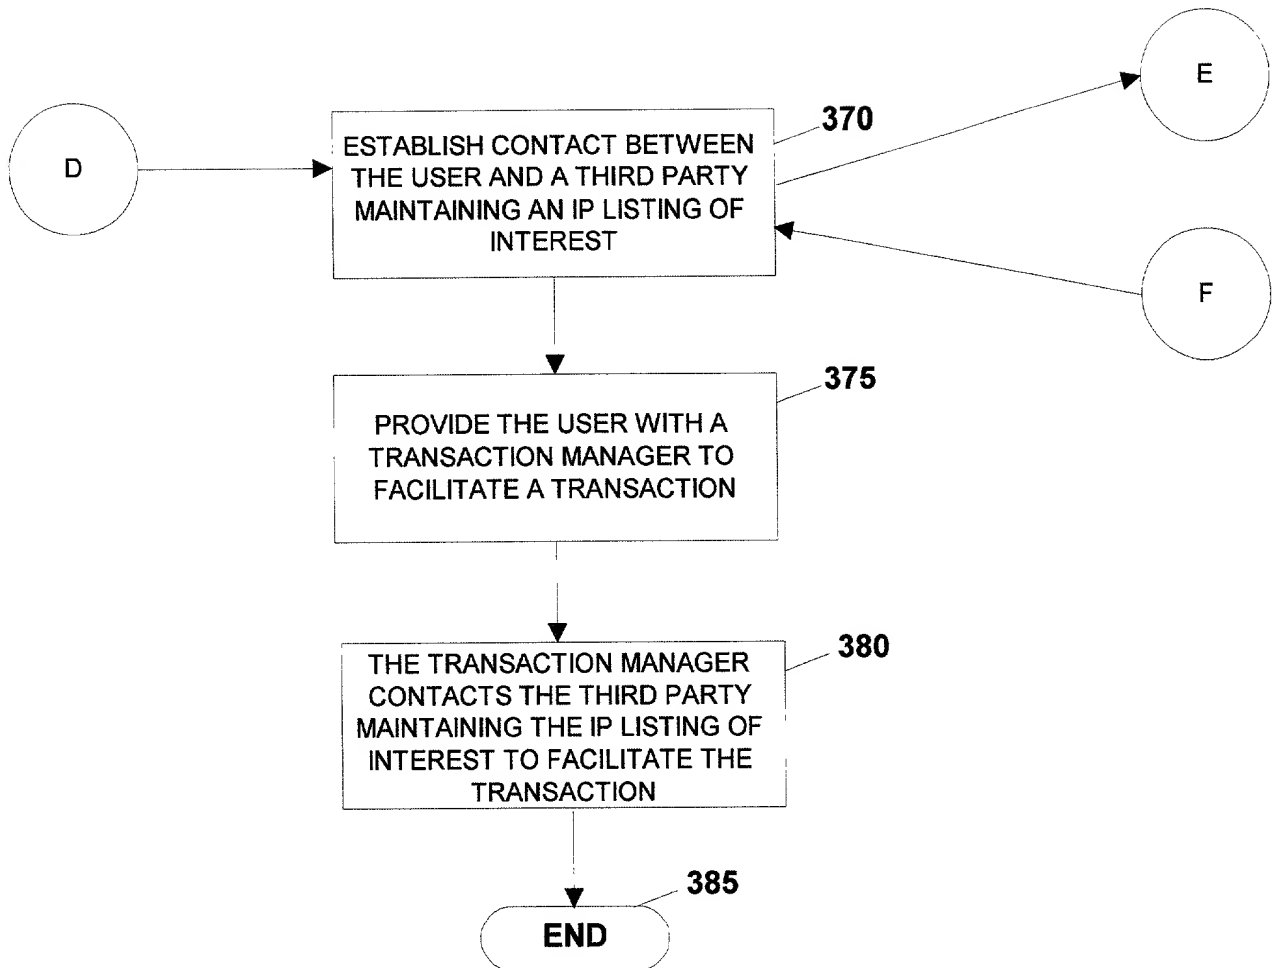 E
370
D
ESTABLISH CONTACT BETWEEN
THE USER AND A THIRD PARTY
MAINTAINING AN IP LISTING OF
INTEREST
F
375
PROVIDE THE USER WITH A
TRANSACTION MANAGER TO
FACILITATE A TRANSACTION
380
THE TRANSACTION MANAGER
CONTACTS THE THIRD PARTY
MAINTAINING THE IP LISTING OF
INTEREST TO FACILITATE THE
TRANSACTION
385
END